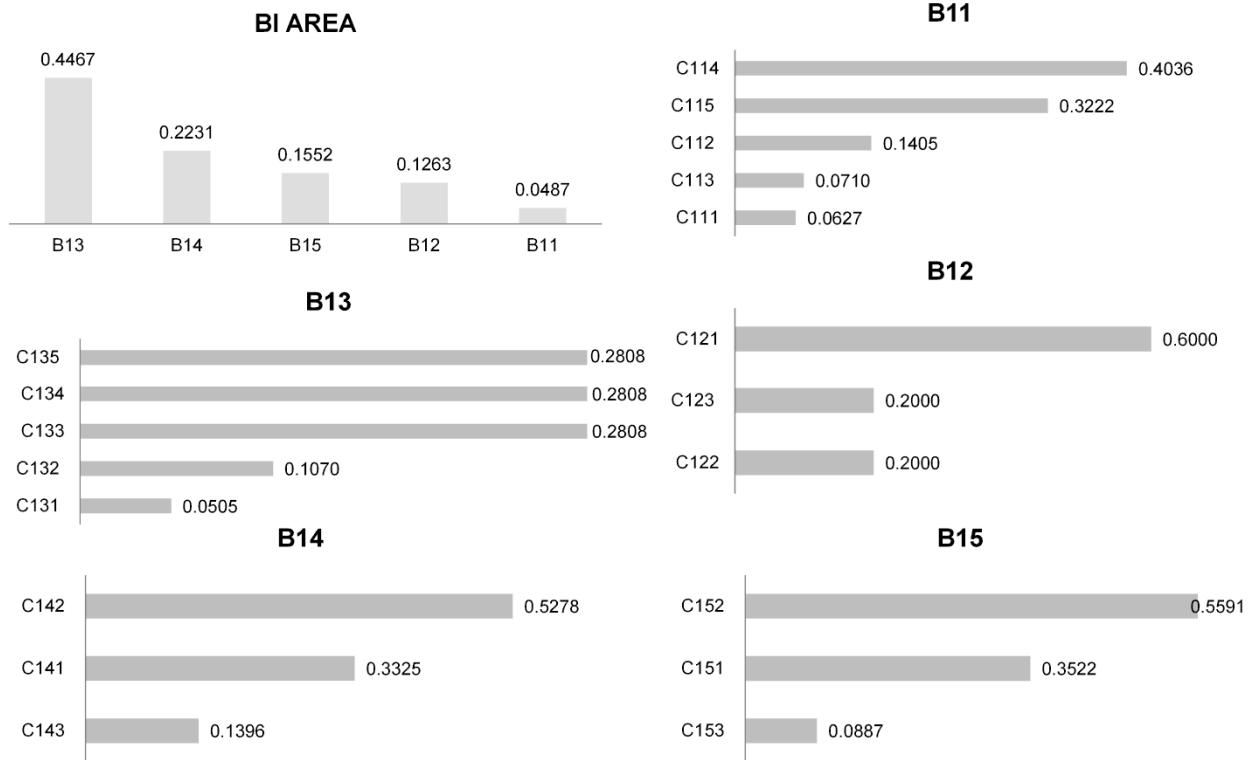 BI AREA
0.4467
0.2231
0.1552
0.1263
0.0487
B13
B14
B15
B12
B11
B11
C114
0.4036
C115
0.3222
C112
0.1405
C113
0.0710
C111
0.0627
B13
C135
0.2808
C134
0.2808
C133
0.2808
C132
0.1070
C131
0.0505
B12
C121
0.6000
C123
0.2000
C122
0.2000
B14
C142
0.5278
C141
0.3325
C143
0.1396
B15
C152
0.5591
C151
0.3522
C153
0.0887